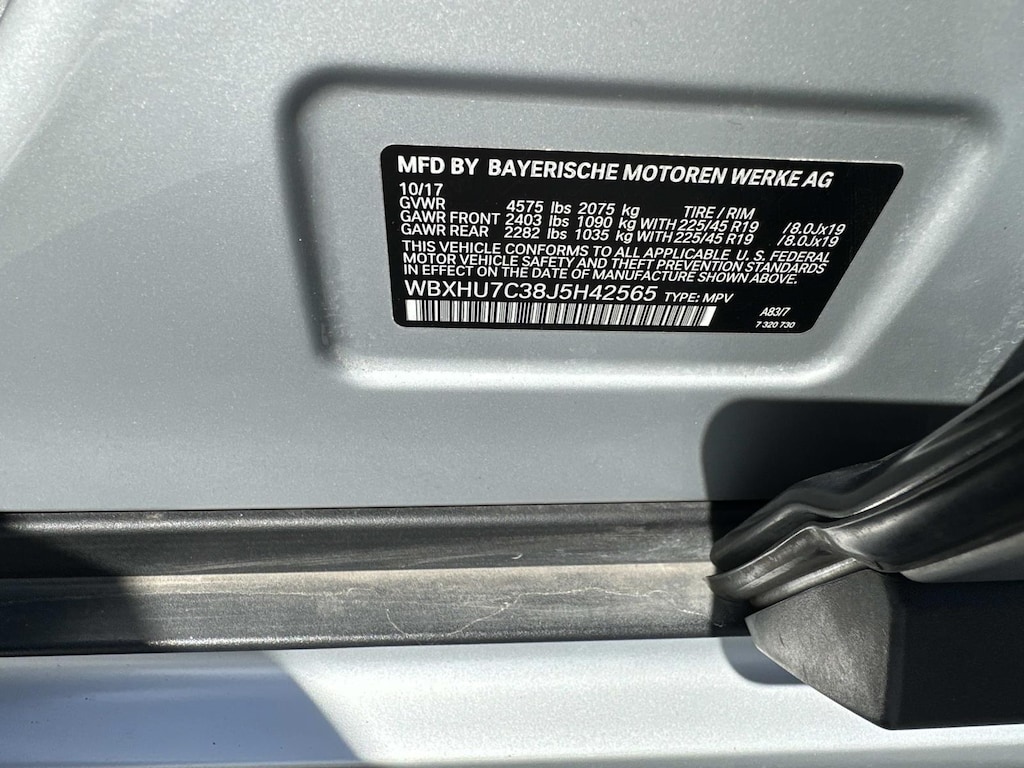 MFD BY BAYERISCHE MOTOREN WERKE AG
10/17
GVWR 4575 lbs 2075 kg TIRE / RIM
GAWR FRONT 2403 lbs 1090 kg WITH 225/45 R19 /8.0Jx19
GAWR REAR 2282 lbs 1035 kg WITH 225/45 R19 /8.0Jx19
THIS VEHICLE CONFORMS TO ALL APPLICABLE U. S. FEDERAL
MOTOR VEHICLE SAFETY AND THEFT PREVENTION STANDARDS
IN EFFECT ON THE DATE OF MANUFACTURE SHOWN ABOVE.
WBXHU7C38J5H42565 TYPE: MPV
A83/7
7 320 730